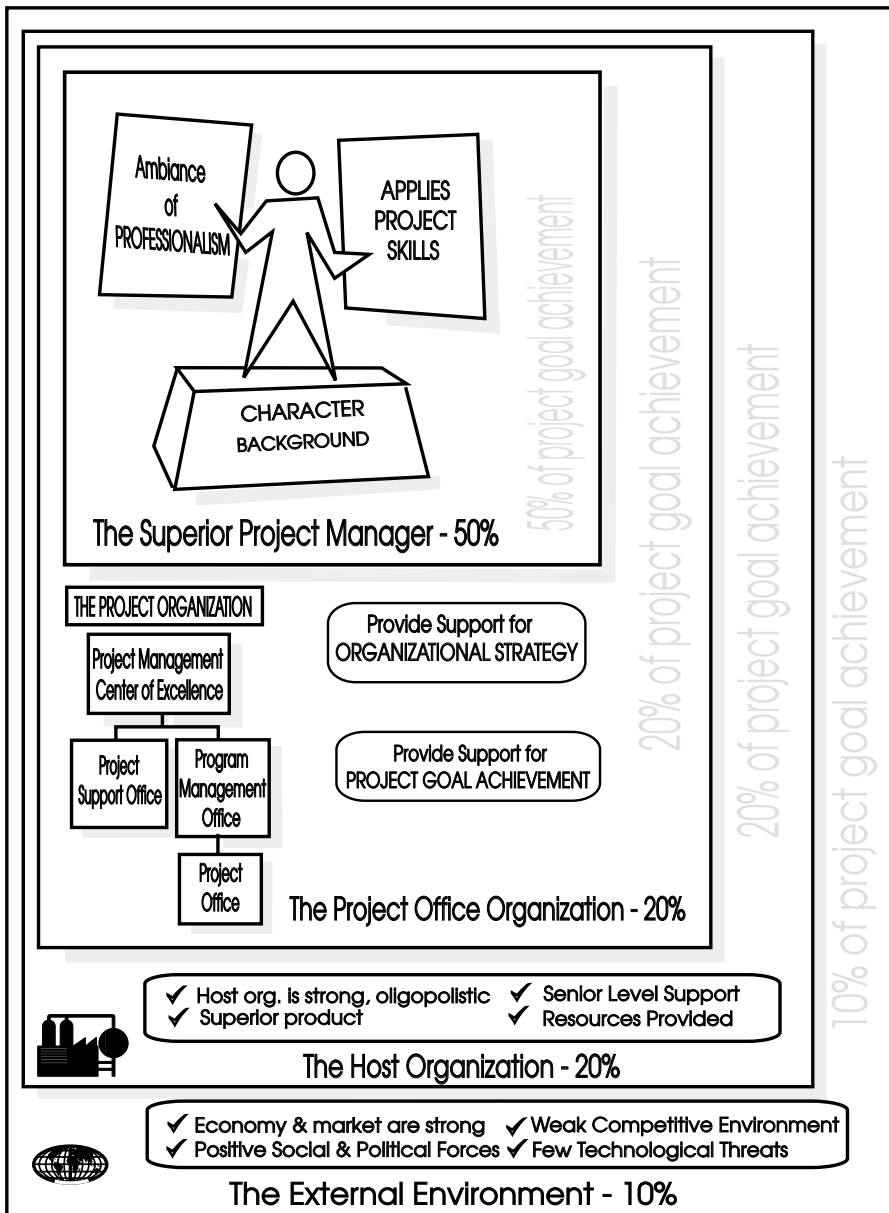 Ambiance
of
PROFESSIONALISM
APPLIES
PROJECT
SKILLS
CHARACTER
BACKGROUND
The Superior Project Manager - 50%
50% of project goal achievement
THE PROJECT ORGANIZATION
Project Management
Center of Excellence
Project
Support Office
Program
Management
Office
Project
Office
Provide Support for
ORGANIZATIONAL STRATEGY
Provide Support for
PROJECT GOAL ACHIEVEMENT
The Project Office Organization - 20%
20% of project goal achievement
✓ Host org. is strong, oligopolistic ✓ Senior Level Support
✓ Superior product ✓ Resources Provided
The Host Organization - 20%
20% of project goal achievement
✓ Economy & market are strong ✓ Weak Competitive Environment
✓ Positive Social & Political Forces ✓ Few Technological Threats
The External Environment - 10%
10% of project goal achievement